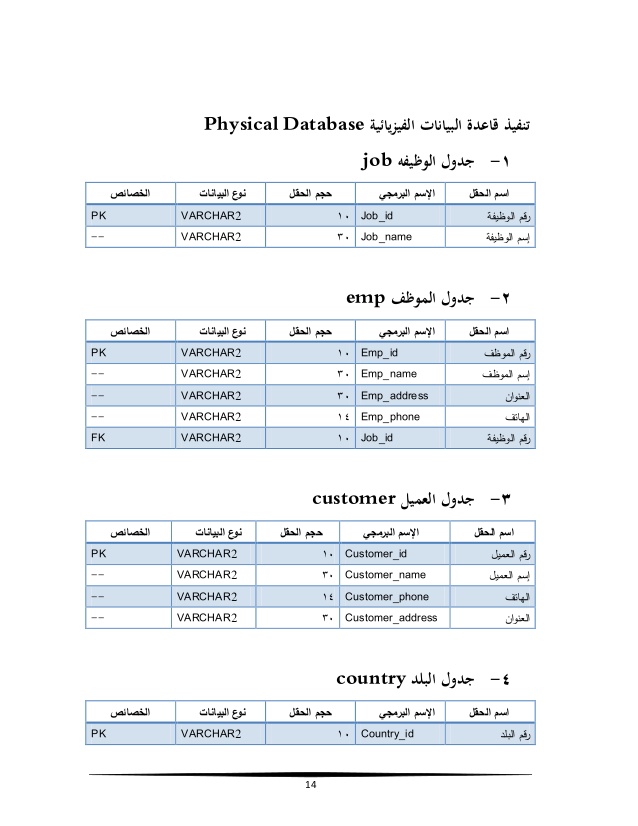 تنفيذ قاعدة البيانات الفيزيائية Physical Database
١- جدول الوظيفه job
اسم الحقل الإسم البرمجي حجم الحقل نوع البيانات الخصائص
رقم الوظيفة Job_id ١٠ VARCHAR2 PK
إسم الوظيفة Job_name ٣٠ VARCHAR2 --
٢- جدول الموظف emp
اسم الحقل الإسم البرمجي حجم الحقل نوع البيانات الخصائص
رقم الموظف Emp_id ١٠ VARCHAR2 PK
إسم الموظف Emp_name ٣٠ VARCHAR2 --
العنوان Emp_address ٣٠ VARCHAR2 --
الهاتف Emp_phone ١٤ VARCHAR2 --
رقم الوظيفة Job_id ١٠ VARCHAR2 FK
٣- جدول العميل customer
اسم الحقل الإسم البرمجي حجم الحقل نوع البيانات الخصائص
رقم العميل Customer_id ١٠ VARCHAR2 PK
إسم العميل Customer_name ٣٠ VARCHAR2 --
الهاتف Customer_phone ١٤ VARCHAR2 --
العنوان Customer_address ٣٠ VARCHAR2 --
٤- جدول البلد country
اسم الحقل الإسم البرمجي حجم الحقل نوع البيانات الخصائص
رقم البلد Country_id ١٠ VARCHAR2 PK
14